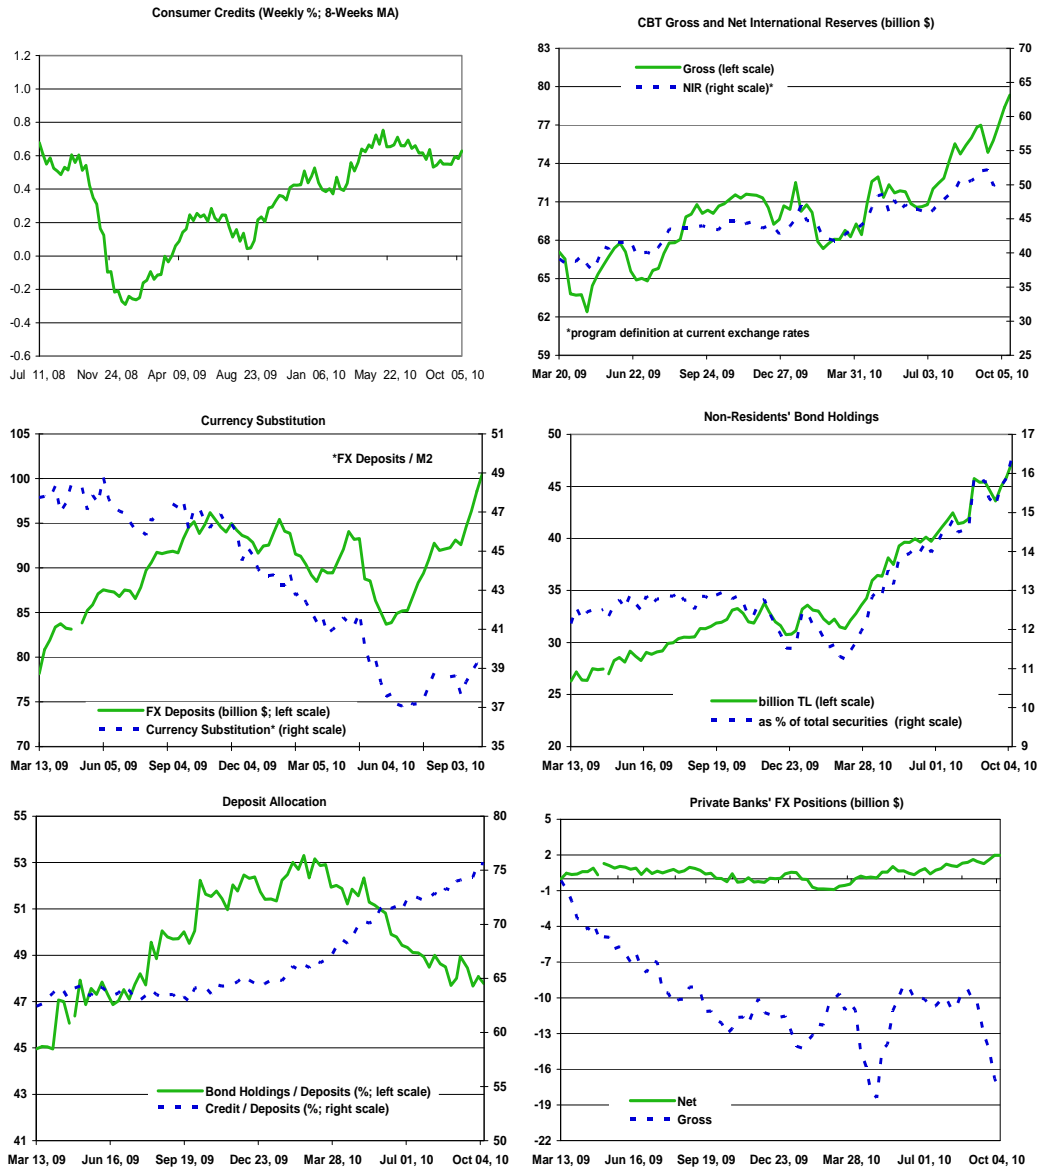 Consumer Credits (Weekly %; 8-Weeks MA)
1.2
1.0
0.8
0.6
0.4
0.2
0.0
-0.2
-0.4
-0.6
Jul 11, 08 Nov 24, 08 Apr 09, 09 Aug 23, 09 Jan 06, 10 May 22, 10 Oct 05, 10
CBT Gross and Net International Reserves (billion $)
83 70
80 65
77 60
74 55
71 50
68 45
65 40
62 35
59 30
25
Gross (left scale)
NIR (right scale)*
*program definition at current exchange rates
Mar 20, 09 Jun 22, 09 Sep 24, 09 Dec 27, 09 Mar 31, 10 Jul 03, 10 Oct 05, 10
Currency Substitution
105 51
100 49
95 47
90 45
85 43
80 41
75 39
70 37
35
*FX Deposits / M2
FX Deposits (billion $; left scale)
Currency Substitution* (right scale)
Mar 13, 09 Jun 05, 09 Sep 04, 09 Dec 04, 09 Mar 05, 10 Jun 04, 10 Sep 03, 10
Non-Residents' Bond Holdings
50 17
45 16
40 15
35 14
30 13
25 12
20 11
10
9
billion TL (left scale)
as % of total securities (right scale)
Mar 13, 09 Jun 16, 09 Sep 19, 09 Dec 23, 09 Mar 28, 10 Jul 01, 10 Oct 04, 10
Deposit Allocation
55 80
53 75
51 70
49 65
47 60
45 55
43 50
41
Bond Holdings / Deposits (%; left scale)
Credit / Deposits (%; right scale)
Mar 13, 09 Jun 16, 09 Sep 19, 09 Dec 23, 09 Mar 28, 10 Jul 01, 10 Oct 04, 10
Private Banks' FX Positions (billion $)
5
2
-1
-4
-7
-10
-13
-16
-19
-22
Net
Gross
Mar 13, 09 Jun 16, 09 Sep 19, 09 Dec 23, 09 Mar 28, 10 Jul 01, 10 Oct 04, 10